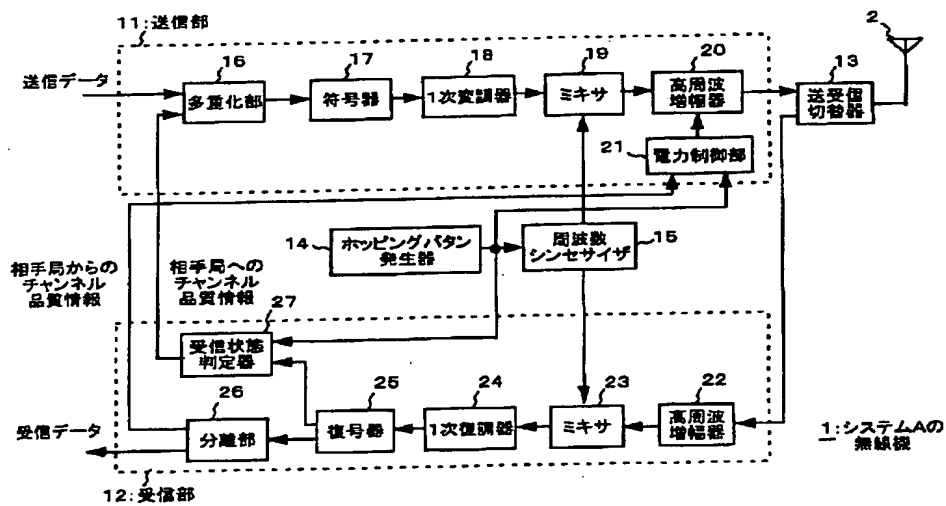 11:送信部
送信データ
16
多重化部
17
符号器
18
1次変調器
19
ミキサ
20
高周波
増幅器
13
送受信
切替器
2
21
電力制御部
14
ホッピングパタン
発生器
周波数
シンセサイザ
15
相手局からの
チャンネル
品質情報
相手局への
チャンネル
品質情報
27
受信状態
判定器
26
分離部
25
復号器
24
1次復調器
23
ミキサ
22
高周波
増幅器
受信データ
1:システムAの
無線機
12:受信部